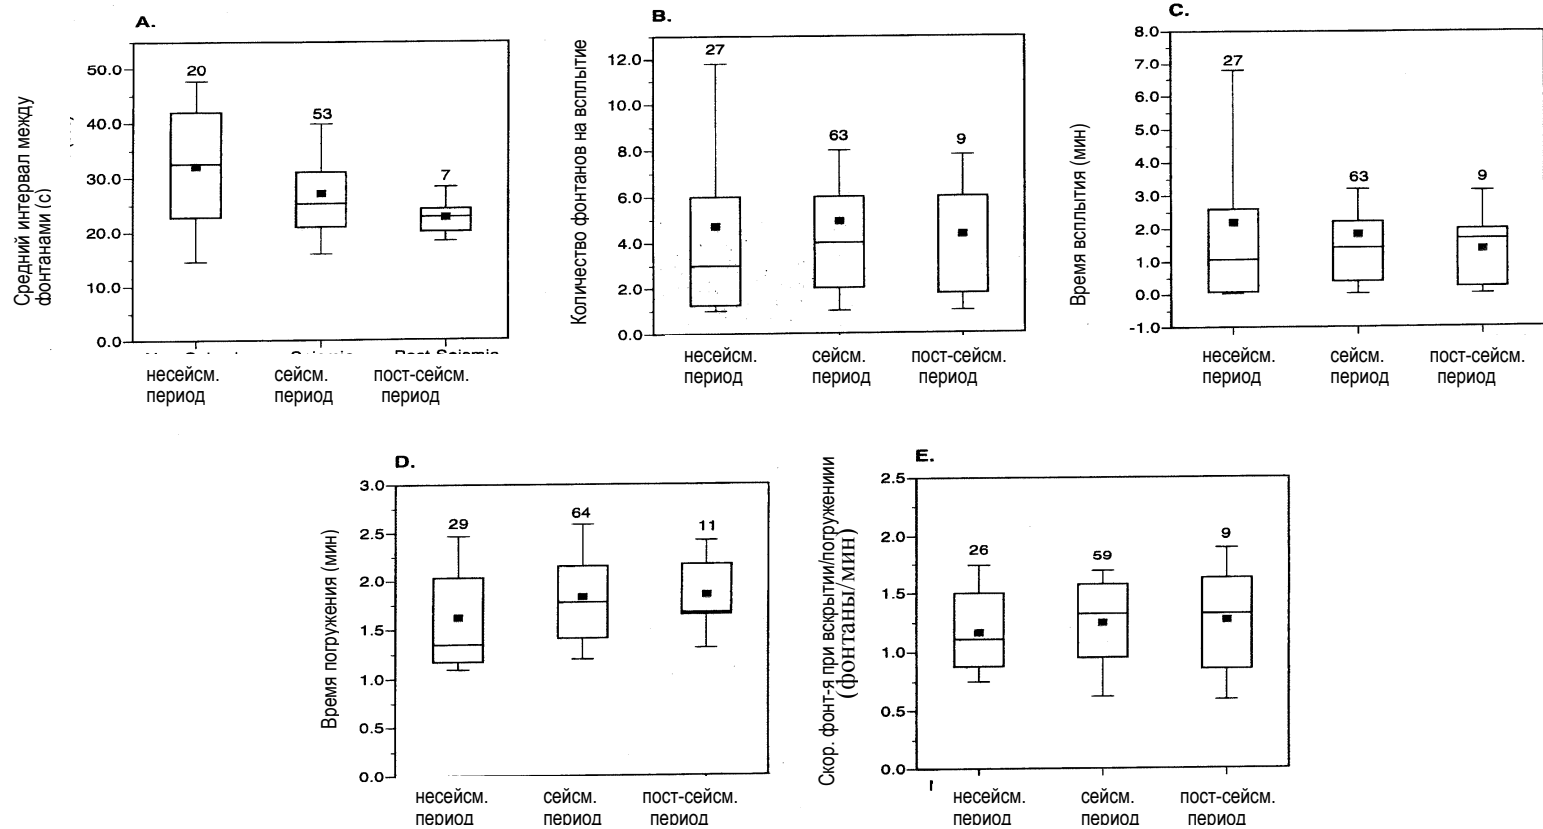 A.
Средний интервал между
фонтанами (с)
50.0
40.0
30.0
20.0
10.0
0.0
20
53
7
несейсм.
период
сейсм.
период
пост-сейсм.
период
B.
Количество фонтанов на всплытие
12.0
10.0
8.0
6.0
4.0
2.0
0.0
27
63
9
несейсм.
период
сейсм.
период
пост-сейсм.
период
C.
Время всплытия (мин)
8.0
7.0
6.0
5.0
4.0
3.0
2.0
1.0
0.0
-1.0
27
63
9
несейсм.
период
сейсм.
период
пост-сейсм.
период
D.
Время погружения (мин)
3.0
2.5
2.0
1.5
1.0
0.5
0.0
29
64
11
несейсм.
период
сейсм.
период
пост-сейсм.
период
E.
Скор. фонт-я при вскрытии/погружениии
(фонтаны/мин)
2.5
2.0
1.5
1.0
0.5
0.0
26
59
9
несейсм.
период
сейсм.
период
пост-сейсм.
период